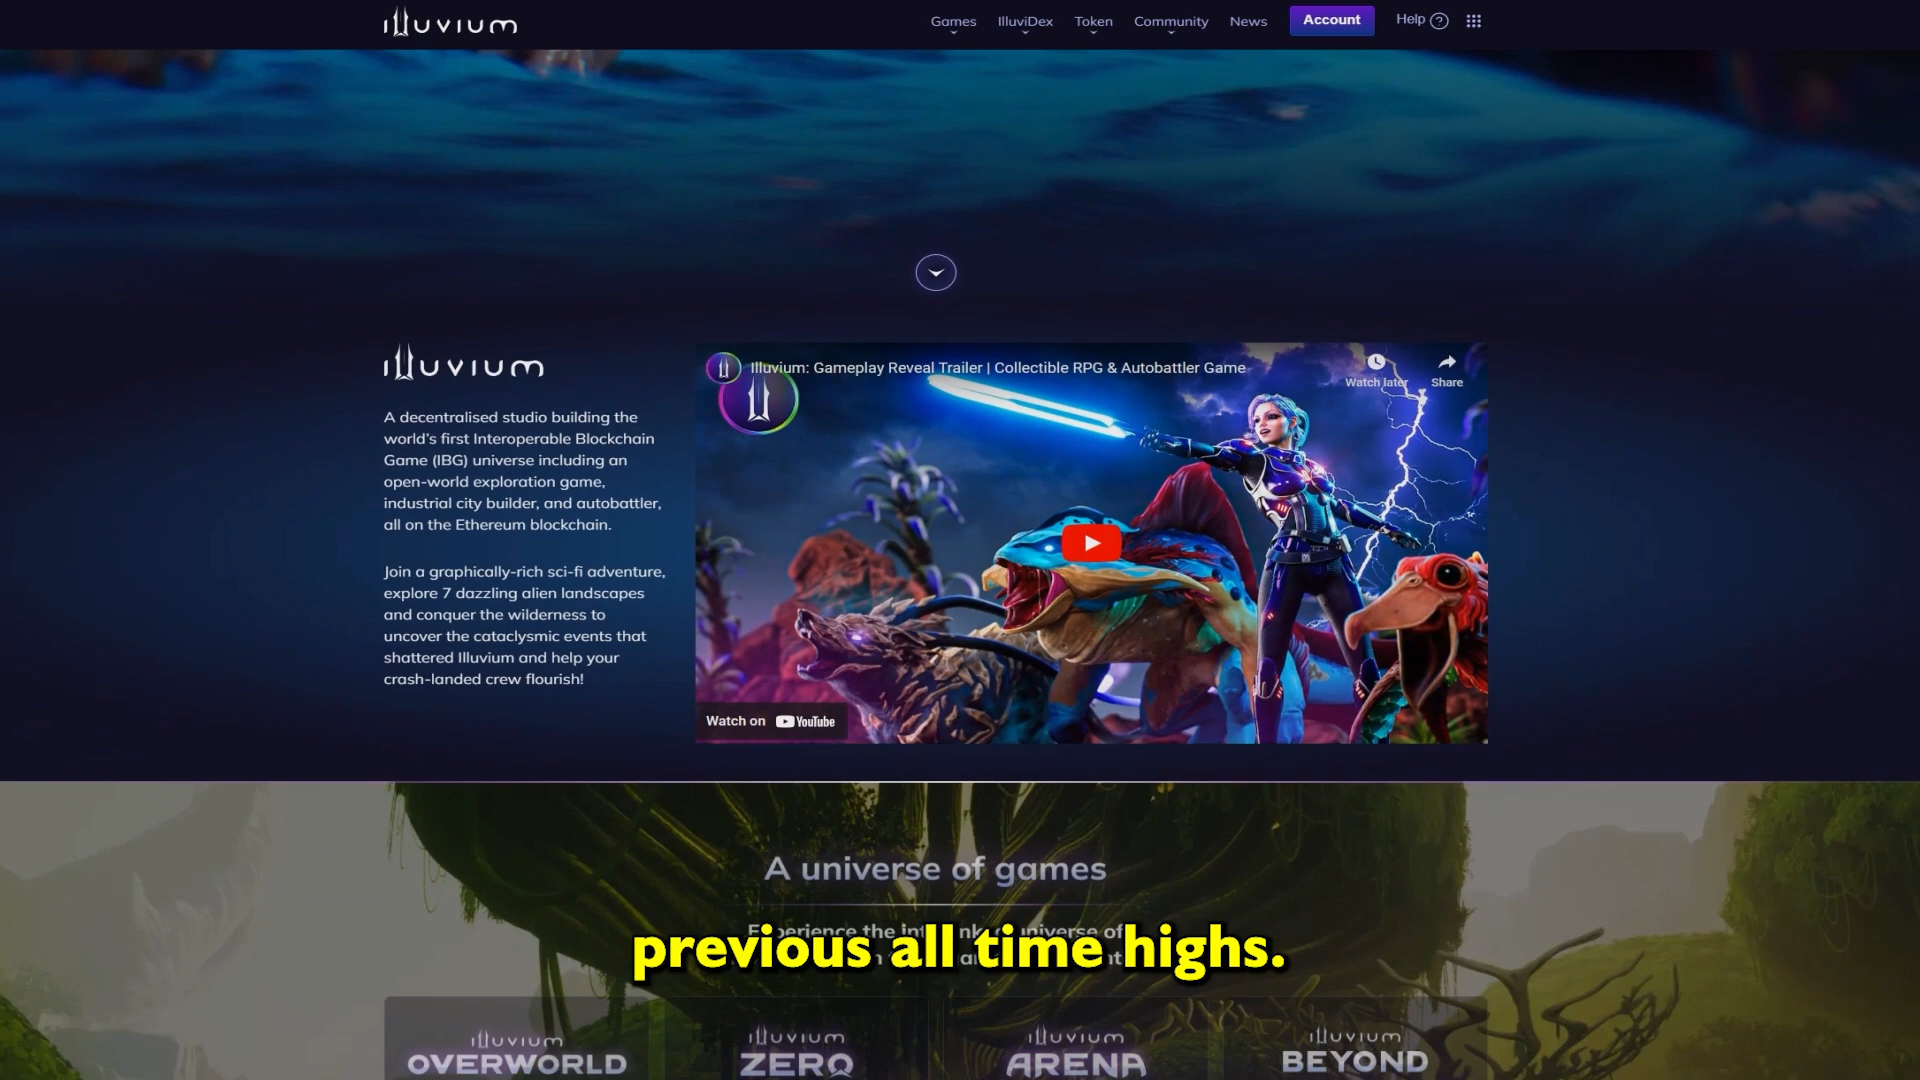 ILLUVIUM
Games
IlluviDex
Token
Community
News
Account
Help
?
ILLUVIUM
A decentralised studio building the
world's first Interoperable Blockchain
Game (IBG) universe including an
open-world exploration game,
industrial city builder, and autobattler,
all on the Ethereum blockchain.
Join a graphically-rich sci-fi adventure,
explore 7 dazzling alien landscapes
and conquer the wilderness to
uncover the cataclysmic events that
shattered Illuvium and help your
crash-landed crew flourish!
Illuvium: Gameplay Reveal Trailer | Collectible RPG & Autobattler Game
Watch later
Share
Watch on YouTube
A universe of games
Experience the universe of
previous all time highs.
ILLUVIUM
OVERWORLD
ILLUVIUM
ZERO
ILLUVIUM
ARENA
ILLUVIUM
BEYOND